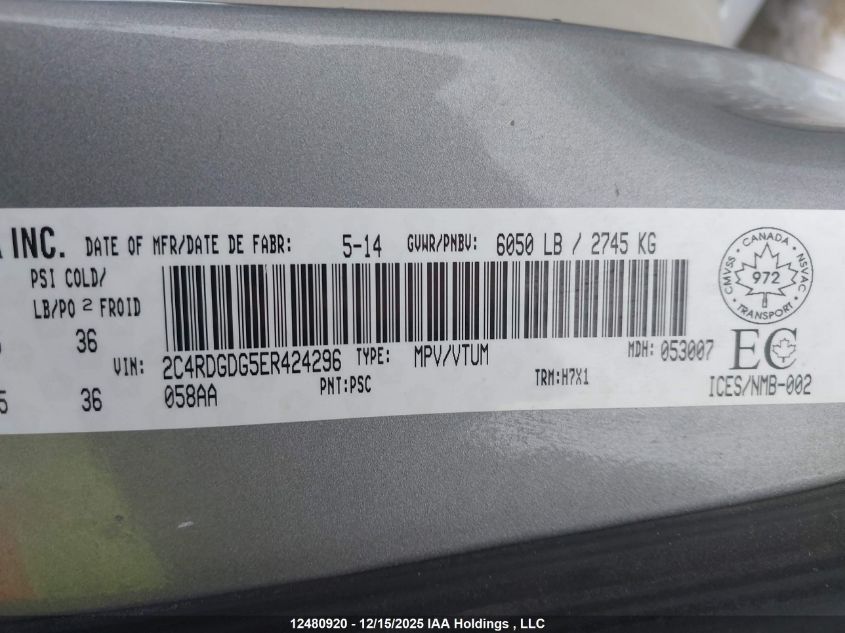 INC. DATE OF MFR/DATE DE FABR: 5-14 GVWR/PNBV: 6050 LB / 2745 KG
PSI COLD/
LB/PO 2 FROID
36
VIN: 2C4RDGDG5ER424296 TYPE: MPV/VTUM MDH: 053007
5 36 058AA PNT:PSC TRM:H7X1
CMVSS · CANADA · NSVAC
972
TRANSPORT
EC
ICES/NMB-002
12480920 - 12/15/2025 IAA Holdings , LLC